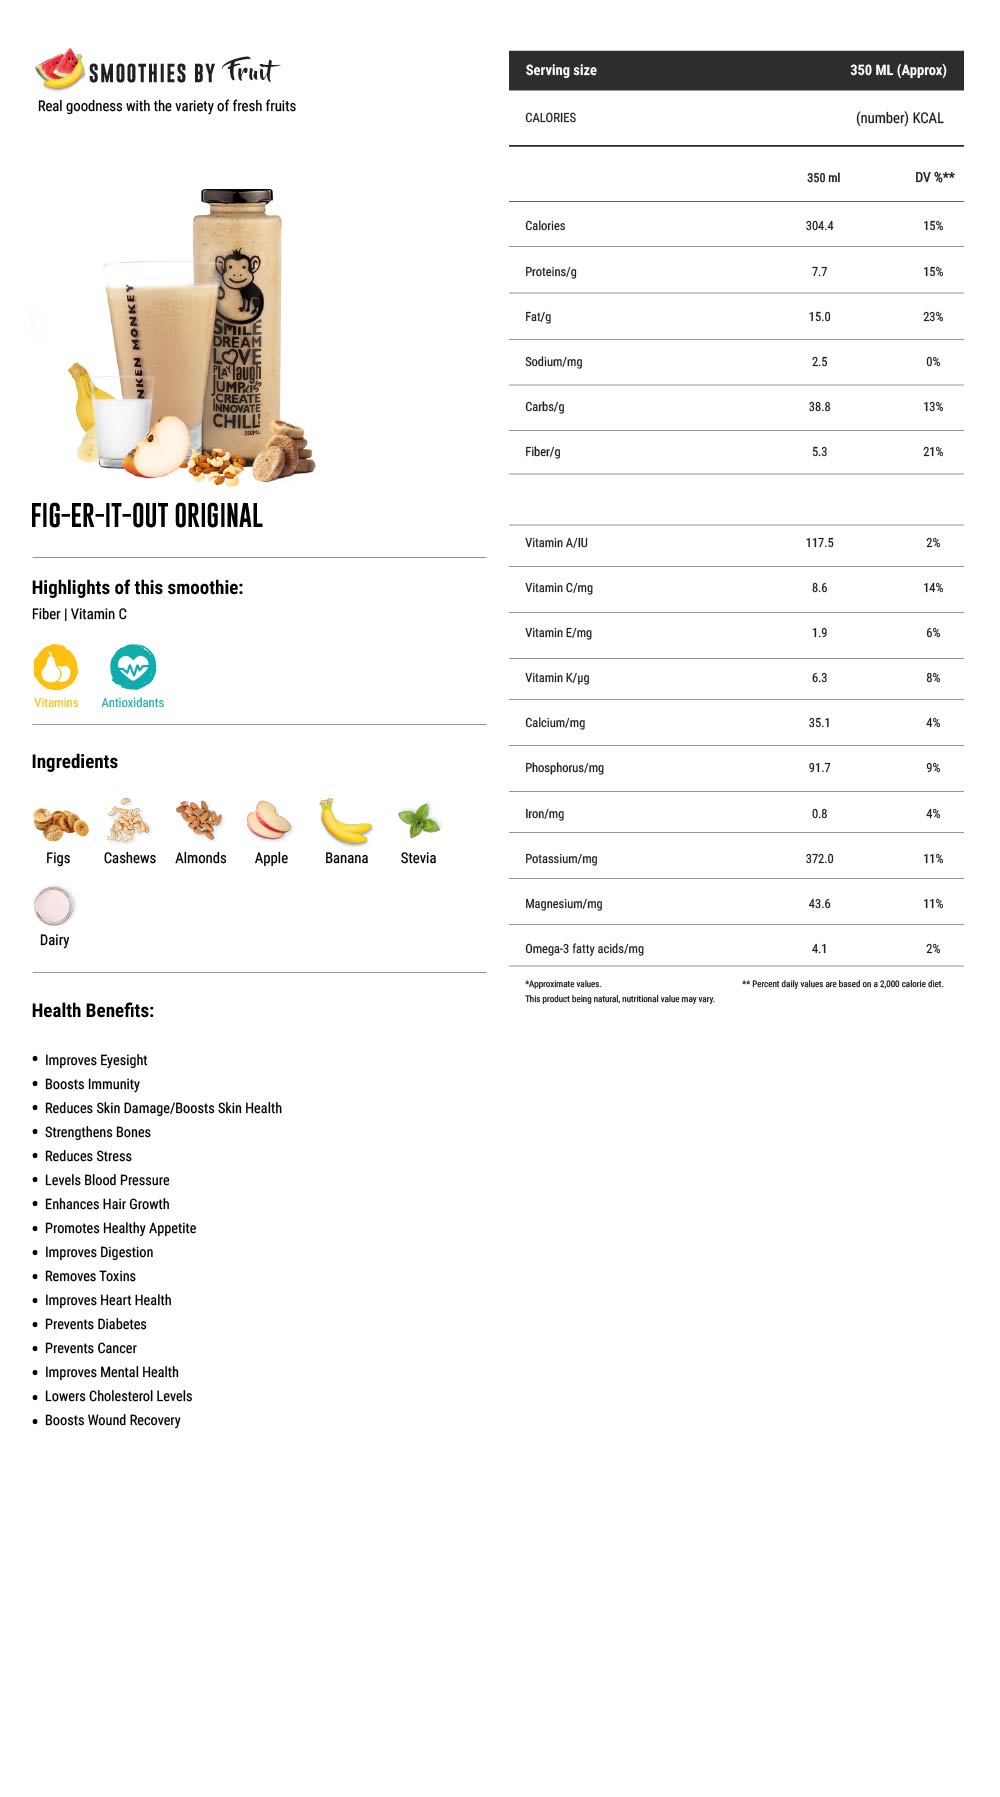 SMOOTHIES BY Fruit
Real goodness with the variety of fresh fruits
NKEN MONKEY
SMILE
DREAM
LOVE
PLAY laugh
JUMP KISS
CREATE
INNOVATE
CHILL!
350ML
FIG-ER-IT-OUT ORIGINAL
Highlights of this smoothie:
Fiber | Vitamin C
Vitamins Antioxidants
Ingredients
Figs Cashews Almonds Apple Banana Stevia
Dairy
Health Benefits:
• Improves Eyesight
• Boosts Immunity
• Reduces Skin Damage/Boosts Skin Health
• Strengthens Bones
• Reduces Stress
• Levels Blood Pressure
• Enhances Hair Growth
• Promotes Healthy Appetite
• Improves Digestion
• Removes Toxins
• Improves Heart Health
• Prevents Diabetes
• Prevents Cancer
• Improves Mental Health
• Lowers Cholesterol Levels
• Boosts Wound Recovery
Serving size 350 ML (Approx)
CALORIES (number) KCAL
350 ml DV %**
Calories 304.4 15%
Proteins/g 7.7 15%
Fat/g 15.0 23%
Sodium/mg 2.5 0%
Carbs/g 38.8 13%
Fiber/g 5.3 21%
Vitamin A/IU 117.5 2%
Vitamin C/mg 8.6 14%
Vitamin E/mg 1.9 6%
Vitamin K/µg 6.3 8%
Calcium/mg 35.1 4%
Phosphorus/mg 91.7 9%
Iron/mg 0.8 4%
Potassium/mg 372.0 11%
Magnesium/mg 43.6 11%
Omega-3 fatty acids/mg 4.1 2%
*Approximate values. ** Percent daily values are based on a 2,000 calorie diet.
This product being natural, nutritional value may vary.